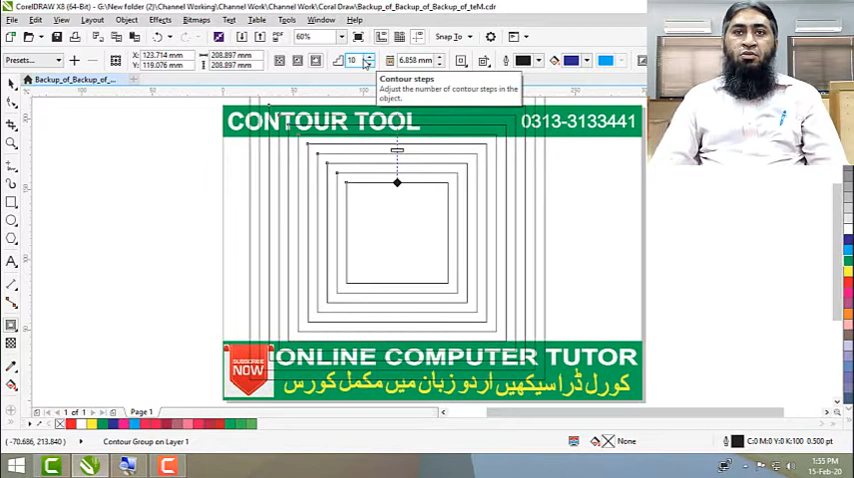 CorelDRAW X8 (64-Bit) - G:\New folder (2)\Channel Working\Channel Work\Coral Draw\Backup_of_Backup_of_Backup_of_teM.cdr
File Edit View Layout Object Effects Bitmaps Text Table Tools Window Help
60% Snap To
Presets... X: 123.714 mm 208.897 mm 10 6.858 mm
Y: 119.076 mm 208.897 mm
Backup_of_Backup_of_...
Contour steps
Adjust the number of contour steps in the
object.
CONTOUR TOOL 0313-3133441
SUBSCRIBE
NOW
ONLINE COMPUTER TUTOR
کورل ڈرا سیکھیں اردو زبان میں مکمل کورس
1 of 1 Page 1
(-70.686, 213.840) Contour Group on Layer 1 None C:0 M:0 Y:0 K:100 0.500 pt
1:55 PM
15-Feb-20